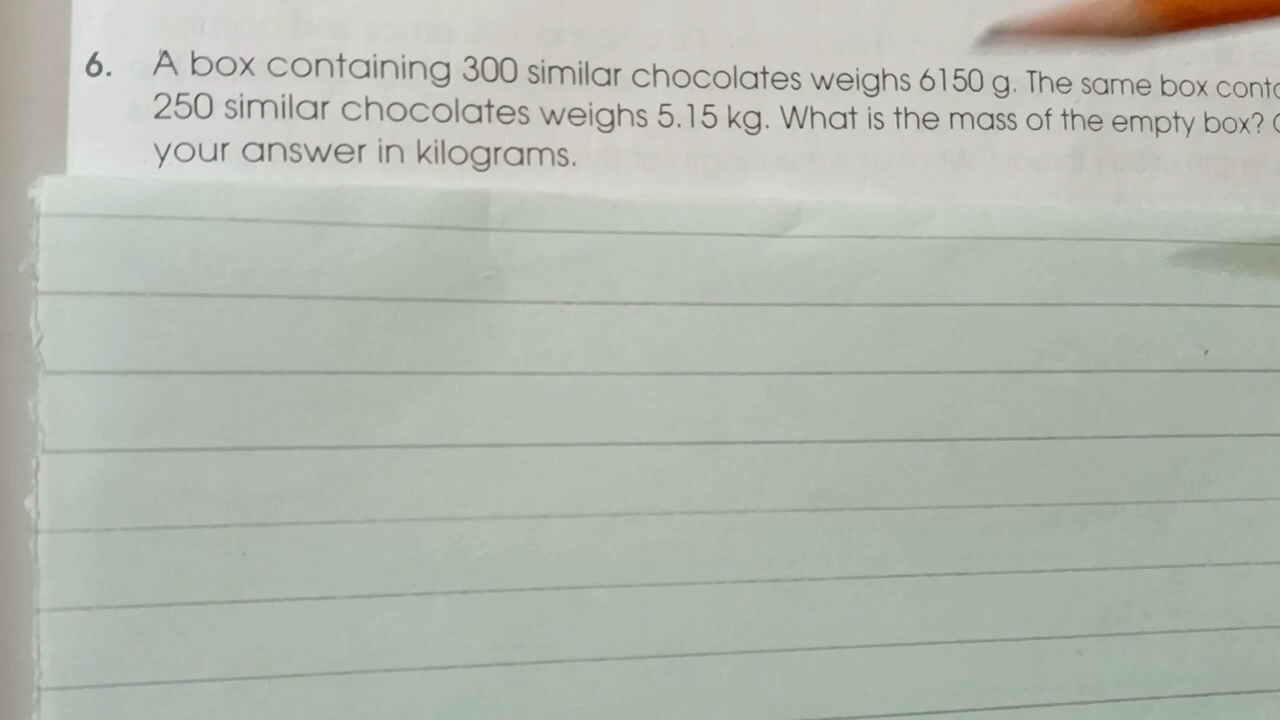 6. A box containing 300 similar chocolates weighs 6150 g. The same box
250 similar chocolates weighs 5.15 kg. What is the mass of the empty box?
your answer in kilograms.